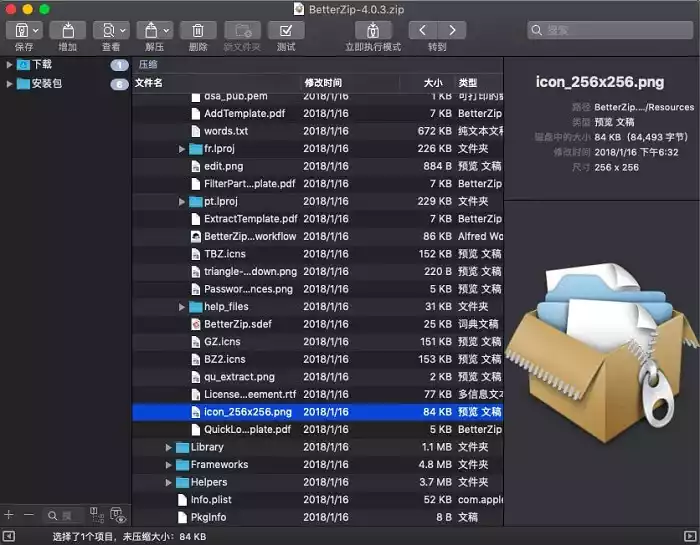 BetterZip-4.0.3.zip
保存 增加 查看 解压 删除 新文件夹 测试 立即执行模式 转到 搜索
下载 1
安装包 6
压缩
文件名 修改时间 大小 类型
dsa_pub.pem 2018/1/16 1 KB 可打印的
AddTemplate.pdf 2018/1/16 7 KB BetterZip
words.txt 2018/1/16 672 KB 纯文本文
fr.lproj 2018/1/16 226 KB 文件夹
edit.png 2018/1/16 884 B 预览 文稿
FilterPart...plate.pdf 2018/1/16 7 KB BetterZip
pt.lproj 2018/1/16 229 KB 文件夹
ExtractTemplate.pdf 2018/1/16 7 KB BetterZip
BetterZip...workflow 2018/1/16 86 KB Alfred Wo
TBZ.icns 2018/1/16 152 KB 预览 文稿
triangle-...down.png 2018/1/16 220 B 预览 文稿
Passwor...nces.png 2018/1/16 5 KB 预览 文稿
help_files 2018/1/16 31 KB 文件夹
BetterZip.sdef 2018/1/16 25 KB 词典文稿
GZ.icns 2018/1/16 151 KB 预览 文稿
BZ2.icns 2018/1/16 153 KB 预览 文稿
qu_extract.png 2018/1/16 2 KB 预览 文稿
License...eement.rtf 2018/1/16 77 KB 多信息文本
icon_256x256.png 2018/1/16 84 KB 预览 文稿
QuickLo...plate.pdf 2018/1/16 5 KB BetterZip
Library 2018/1/16 1.1 MB 文件夹
Frameworks 2018/1/16 4.8 MB 文件夹
Helpers 2018/1/16 3.7 MB 文件夹
Info.plist 2018/1/16 52 KB com.apple
PkgInfo 2018/1/16 8 B 文稿
icon_256x256.png
路径 BetterZip..../Resources
类型 预览 文稿
磁盘中的大小 84 KB（84,493 字节）
修改时间 2018/1/16 下午6:32
尺寸 256 x 256
搜
选择了1个项目，未压缩大小：84 KB